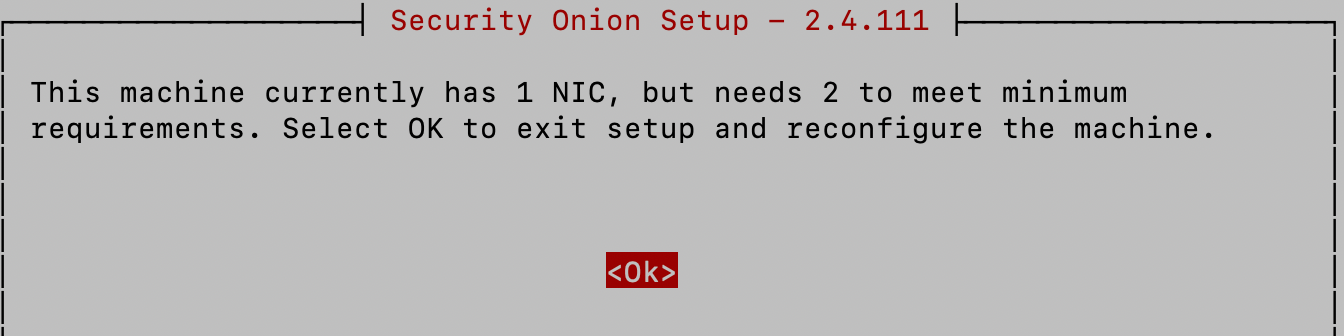 Security Onion Setup – 2.4.111
This machine currently has 1 NIC, but needs 2 to meet minimum
requirements. Select OK to exit setup and reconfigure the machine.
<Ok>